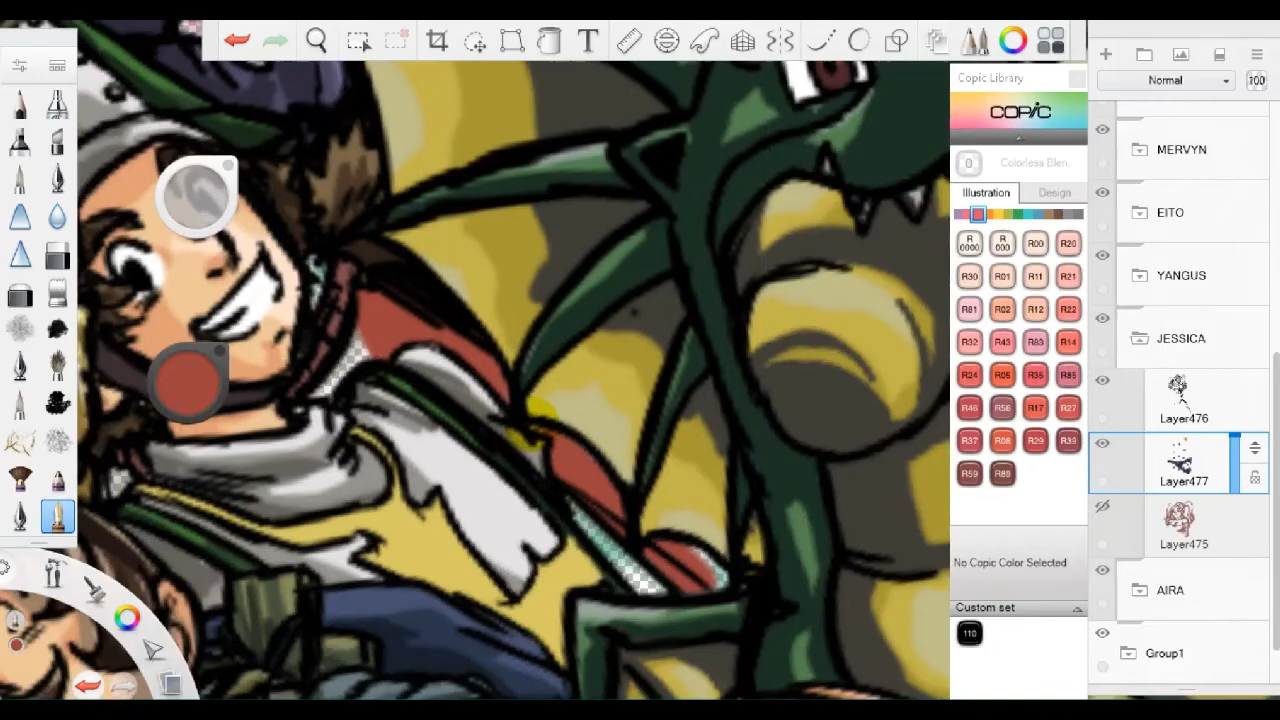 T
Copic Library
COPIC
0 Colorless Blen..
Illustration Design
R0000 R000 R00 R20
R30 R01 R11 R21
R81 R02 R12 R22
R32 R43 R83 R14
R24 R05 R35 R85
R46 R56 R17 R27
R37 R08 R29 R39
R59 R89
No Copic Color Selected
Custom set
110
Normal 100
MERVYN
EITO
YANGUS
JESSICA
Layer476
Layer477
Layer475
AIRA
Group1